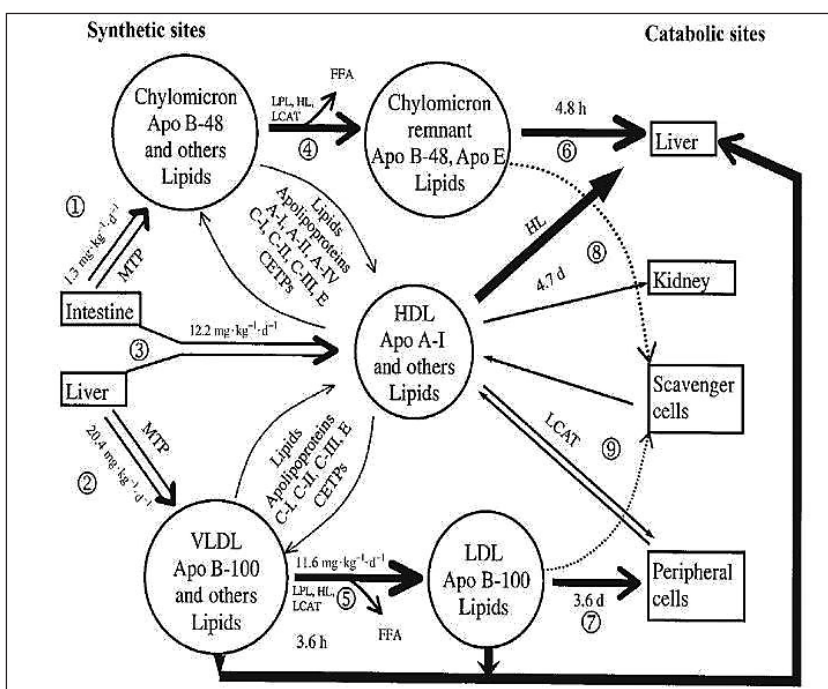 Synthetic sites
Catabolic sites
Chylomicron
Apo B-48
and others
Lipids
LPL, HL,
LCAT
FFA
④
Chylomicron
remnant
Apo B-48, Apo E
Lipids
4.8 h
⑥
Liver
①
1.3 mg·kg⁻¹·d⁻¹
MTP
Lipids
Apolipoproteins
A-I, A-II, A-IV
C-I, C-II, C-III, E
CETPs
HL
⑧
4.7 d
Kidney
Intestine
12.2 mg·kg⁻¹·d⁻¹
③
Liver
HDL
Apo A-I
and others
Lipids
Scavenger
cells
LCAT
⑨
MTP
20.4 mg·kg⁻¹·d⁻¹
②
Lipids
Apolipoproteins
C-I, C-II, C-III, E
CETPs
VLDL
Apo B-100
and others
Lipids
11.6 mg·kg⁻¹·d⁻¹
LPL, HL,
LCAT
⑤
FFA
3.6 h
LDL
Apo B-100
Lipids
3.6 d
⑦
Peripheral
cells